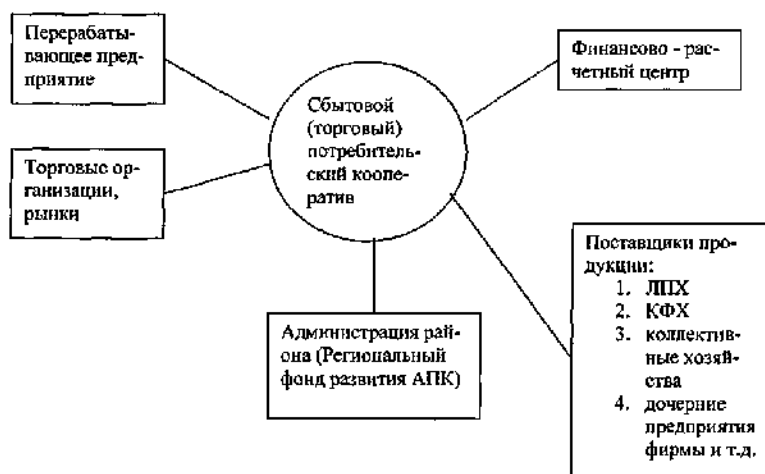 Перерабаты-
вающее пред-
приятие
Финансово - рас-
четный центр
Сбытовой
(торговый)
потребитель-
ский коопе-
ратив
Торговые ор-
ганизации,
рынки
Поставщики про-
дукции:
1. ЛПХ
2. КФХ
3. коллектив-
ные хозяй-
ства
4. дочерние
предприятия
фирмы и т.д.
Администрация рай-
она (Региональный
фонд развития АПК)